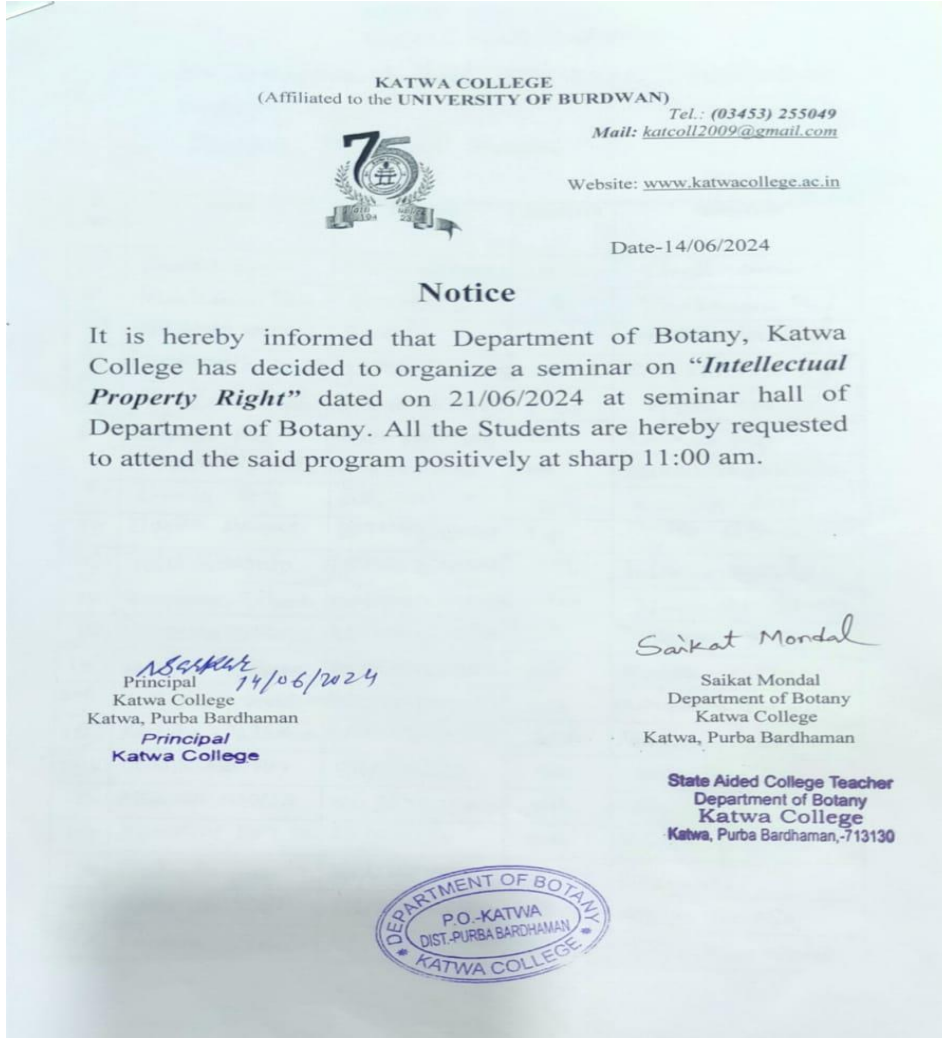 KATWA COLLEGE
(Affiliated to the UNIVERSITY OF BURDWAN)
Tel.: (03453) 255049
Mail: katcoll2009@gmail.com
75
Website: www.katwacollege.ac.in
Date-14/06/2024
Notice
It is hereby informed that Department of Botany, Katwa
College has decided to organize a seminar on “Intellectual
Property Right” dated on 21/06/2024 at seminar hall of
Department of Botany. All the Students are hereby requested
to attend the said program positively at sharp 11:00 am.
14/06/2024
Principal
Katwa College
Katwa, Purba Bardhaman
Principal
Katwa College
Saikat Mondal
Saikat Mondal
Department of Botany
Katwa College
Katwa, Purba Bardhaman
State Aided College Teacher
Department of Botany
Katwa College
Katwa, Purba Bardhaman,-713130
DEPARTMENT OF BOTANY
P.O.-KATWA
DIST.-PURBA BARDHAMAN
KATWA COLLEGE